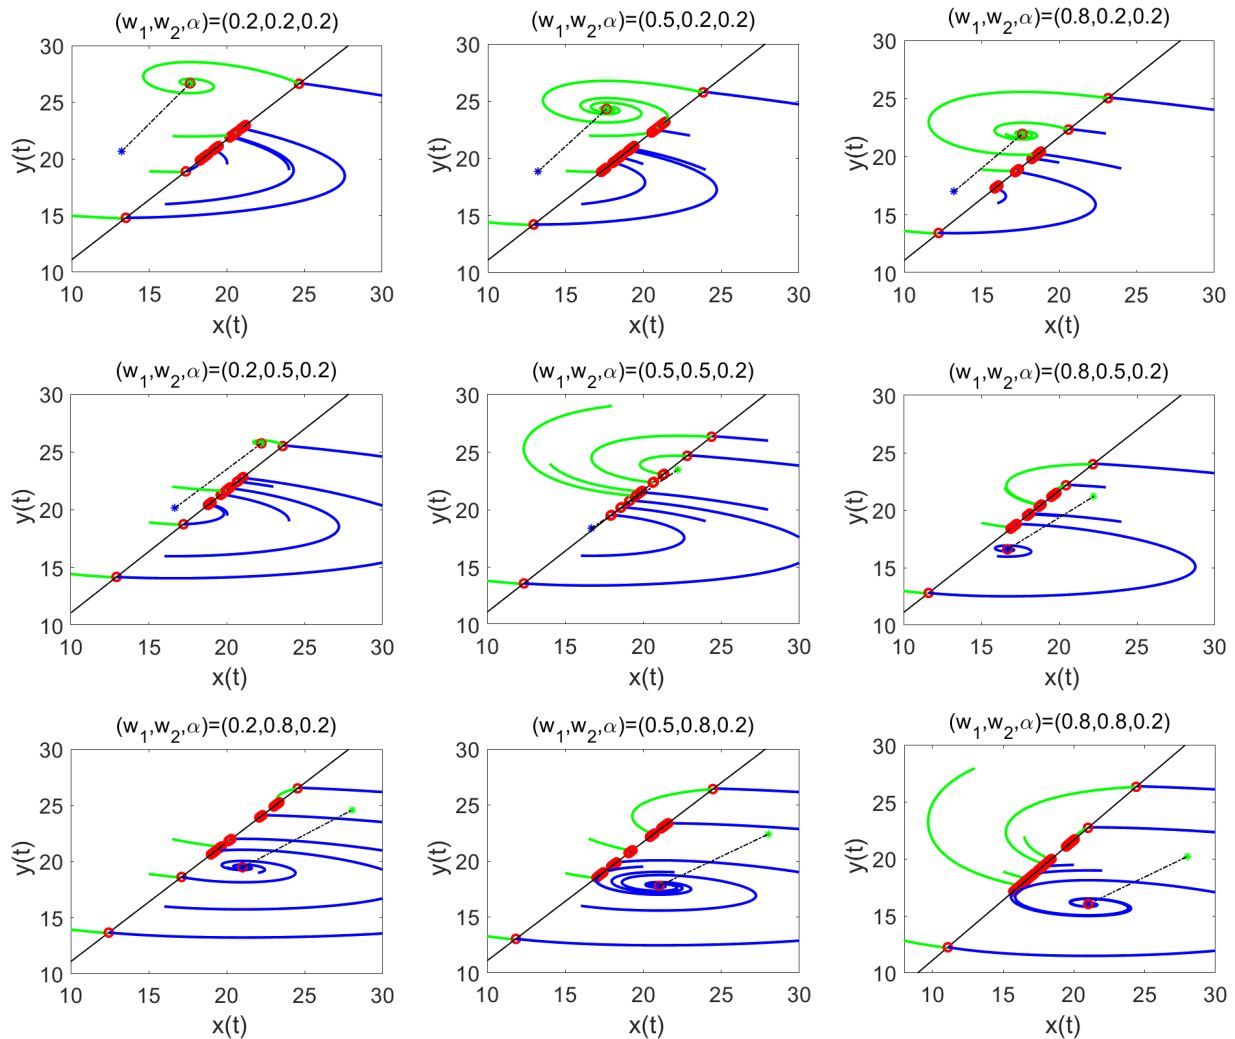 (w1,w2,α)=(0.2,0.2,0.2)
30
25
20
15
10
y(t)
10 15 20 25 30
x(t)
(w1,w2,α)=(0.5,0.2,0.2)
30
25
20
15
10
y(t)
10 15 20 25 30
x(t)
(w1,w2,α)=(0.8,0.2,0.2)
30
25
20
15
10
y(t)
10 15 20 25 30
x(t)
(w1,w2,α)=(0.2,0.5,0.2)
30
25
20
15
10
y(t)
10 15 20 25 30
x(t)
(w1,w2,α)=(0.5,0.5,0.2)
30
25
20
15
10
y(t)
10 15 20 25 30
x(t)
(w1,w2,α)=(0.8,0.5,0.2)
30
25
20
15
10
y(t)
10 15 20 25 30
x(t)
(w1,w2,α)=(0.2,0.8,0.2)
30
25
20
15
10
y(t)
10 15 20 25 30
x(t)
(w1,w2,α)=(0.5,0.8,0.2)
30
25
20
15
10
y(t)
10 15 20 25 30
x(t)
(w1,w2,α)=(0.8,0.8,0.2)
30
25
20
15
10
y(t)
10 15 20 25 30
x(t)